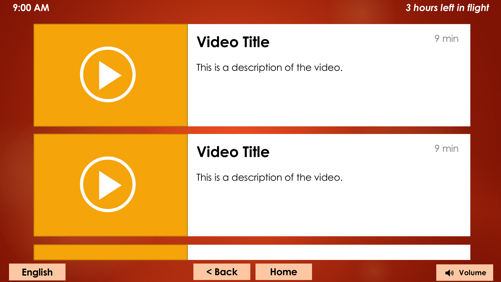 9:00 AM
3 hours left in flight
Video Title
9 min
This is a description of the video.
Video Title
9 min
This is a description of the video.
English
< Back
Home
Volume